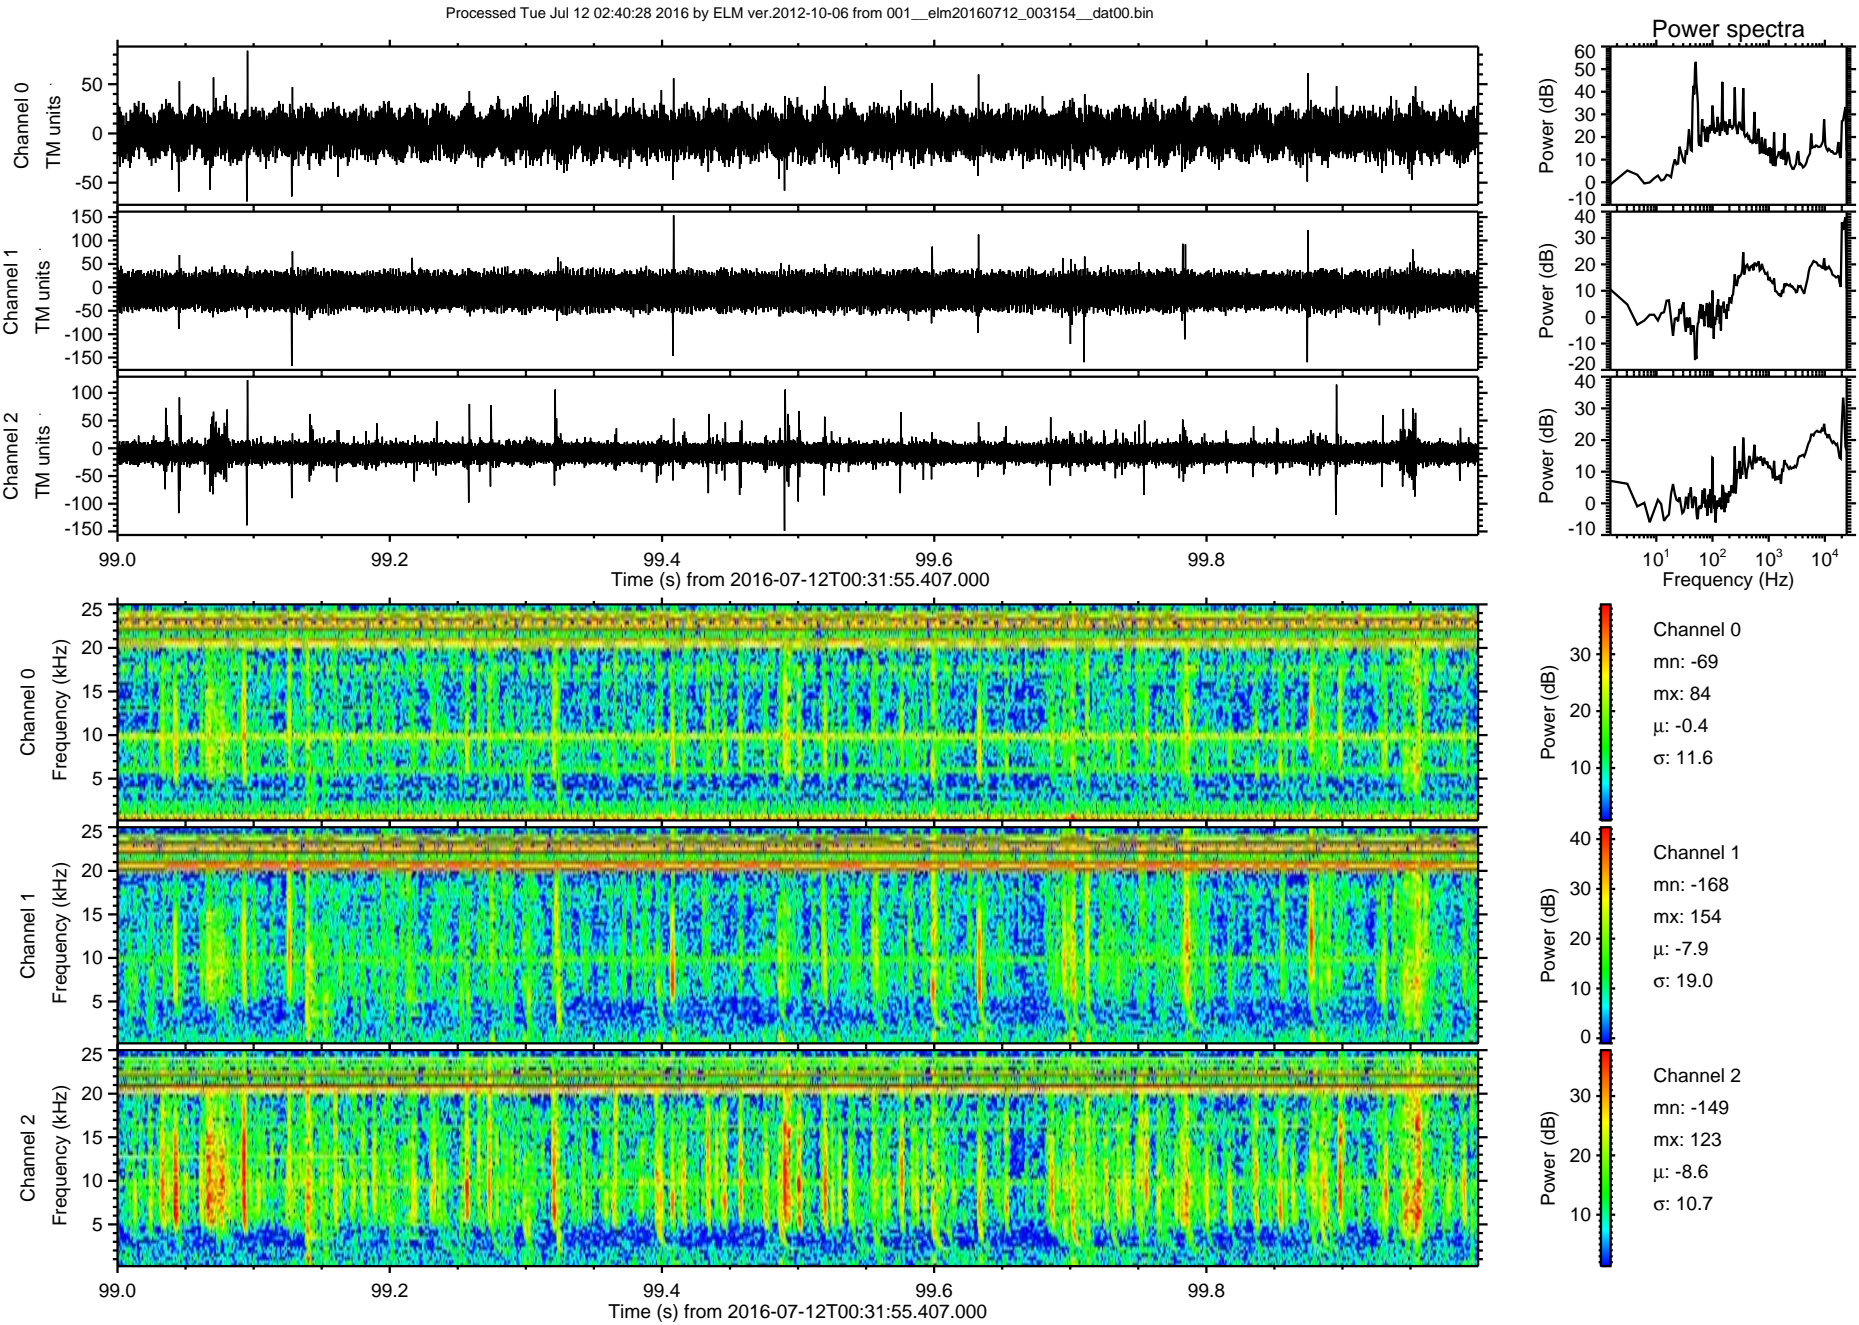 Processed Tue Jul 12 02:40:28 2016 by ELM ver.2012-10-06 from 001__elm20160712_003154__dat00.bin
Power spectra
Channel 0
TM units
50
0
-50
Power (dB)
60
50
40
30
20
10
0
-10
Channel 1
TM units
150
100
50
0
-50
-100
-150
Power (dB)
40
30
20
10
0
-10
-20
Channel 2
TM units
100
50
0
-50
-100
-150
Power (dB)
40
30
20
10
0
-10
99.0 99.2 99.4 99.6 99.8
Time (s) from 2016-07-12T00:31:55.407.000
10^1 10^2 10^3 10^4
Frequency (Hz)
Channel 0
Frequency (kHz)
25
20
15
10
5
Power (dB)
30
20
10
Channel 0
mn: -69
mx: 84
μ: -0.4
σ: 11.6
Channel 1
Frequency (kHz)
25
20
15
10
5
Power (dB)
40
30
20
10
0
Channel 1
mn: -168
mx: 154
μ: -7.9
σ: 19.0
Channel 2
Frequency (kHz)
25
20
15
10
5
Power (dB)
30
20
10
Channel 2
mn: -149
mx: 123
μ: -8.6
σ: 10.7
99.0 99.2 99.4 99.6 99.8
Time (s) from 2016-07-12T00:31:55.407.000